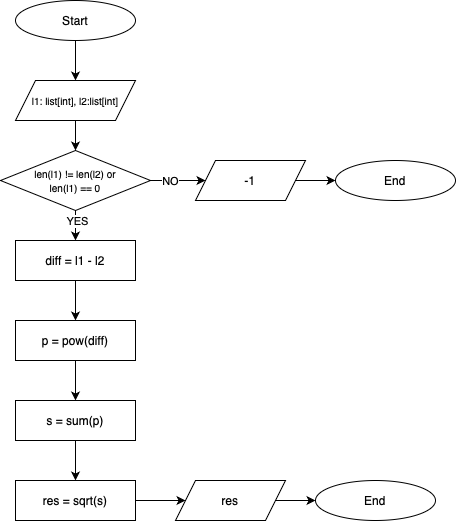 Start
l1: list[int], l2:list[int]
len(l1) != len(l2) or
len(l1) == 0
NO
-1
End
YES
diff = l1 - l2
p = pow(diff)
s = sum(p)
res = sqrt(s)
res
End